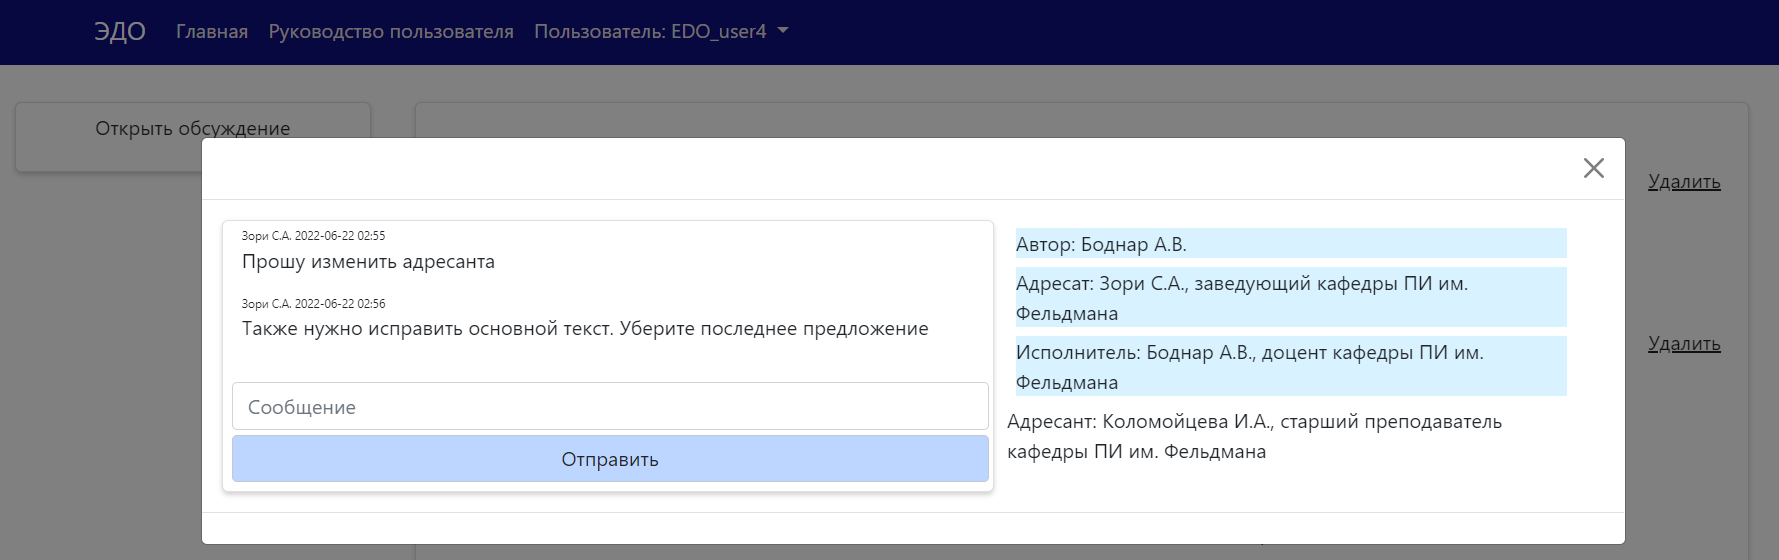 ЭДО Главная Руководство пользователя Пользователь: EDO_user4
Открыть обсуждение
Удалить
Зори С.А. 2022-06-22 02:55
Прошу изменить адресанта
Зори С.А. 2022-06-22 02:56
Также нужно исправить основной текст. Уберите последнее предложение
Сообщение
Отправить
Автор: Боднар А.В.
Адресат: Зори С.А., заведующий кафедры ПИ им.
Фельдмана
Исполнитель: Боднар А.В., доцент кафедры ПИ им.
Фельдмана
Адресант: Коломойцева И.А., старший преподаватель
кафедры ПИ им. Фельдмана
Удалить